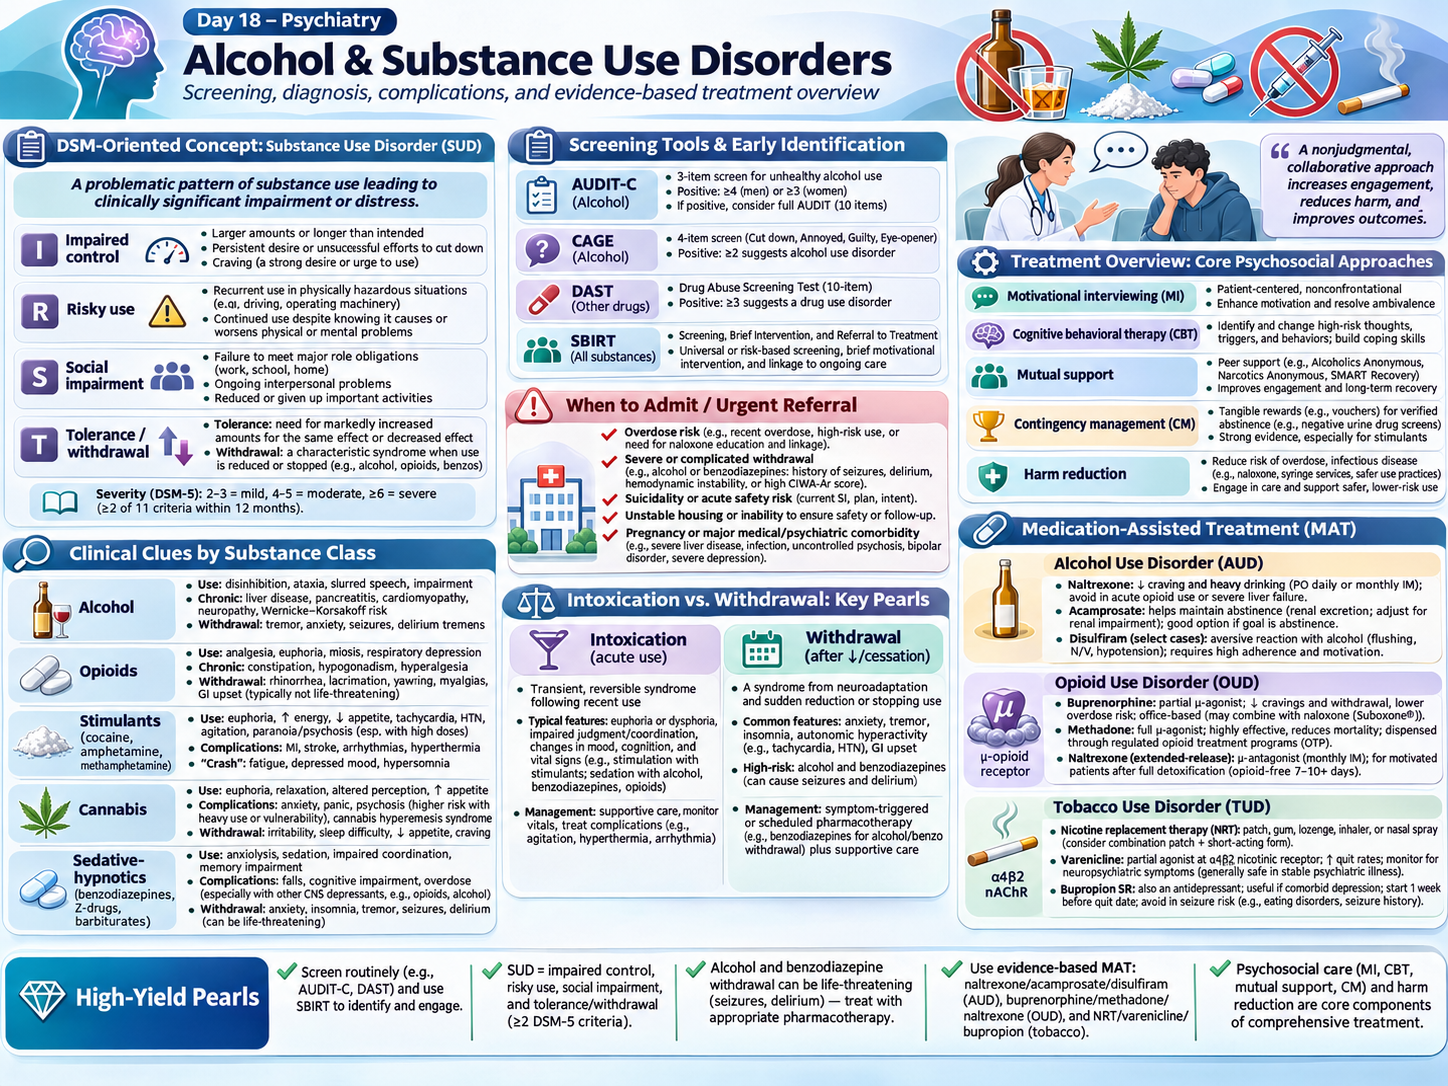 Day 18 – Psychiatry
Alcohol & Substance Use Disorders
Screening, diagnosis, complications, and evidence-based treatment overview
DSM-Oriented Concept: Substance Use Disorder (SUD)
A problematic pattern of substance use leading to
clinically significant impairment or distress.
I
Impaired
control
• Larger amounts or longer than intended
• Persistent desire or unsuccessful efforts to cut down
• Craving (a strong desire or urge to use)
R
Risky use
• Recurrent use in physically hazardous situations
(e.g., driving, operating machinery)
• Continued use despite knowing it causes or
worsens physical or mental problems
S
Social
impairment
• Failure to meet major role obligations
(work, school, home)
• Ongoing interpersonal problems
• Reduced or given up important activities
T
Tolerance /
withdrawal
• Tolerance: need for markedly increased
amounts for the same effect or decreased effect
• Withdrawal: a characteristic syndrome when use
is reduced or stopped (e.g., alcohol, opioids, benzos)
Severity (DSM-5): 2–3 = mild, 4–5 = moderate, ≥6 = severe
(≥2 of 11 criteria within 12 months).
Clinical Clues by Substance Class
Alcohol
• Use: disinhibition, ataxia, slurred speech, impairment
• Chronic: liver disease, pancreatitis, cardiomyopathy,
neuropathy, Wernicke–Korsakoff risk
• Withdrawal: tremor, anxiety, seizures, delirium tremens
Opioids
• Use: analgesia, euphoria, miosis, respiratory depression
• Chronic: constipation, hypogonadism, hyperalgesia
• Withdrawal: rhinorrhea, lacrimation, yawring, myalgias,
GI upset (typically not life-threatening)
Stimulants
(cocaine,
amphetamine,
methamphetamine)
• Use: euphoria, ↑ energy, ↓ appetite, tachycardia, HTN,
agitation, paranoia/psychosis (esp. with high doses)
• Complications: MI, stroke, arrhythmias, hyperthermia
• "Crash": fatigue, depressed mood, hypersomnia
Cannabis
• Use: euphoria, relaxation, altered perception, ↑ appetite
• Complications: anxiety, panic, psychosis (higher risk with
heavy use or vulnerability), cannabis hyperemesis syndrome
• Withdrawal: irritability, sleep difficulty, ↓ appetite, craving
Sedative-
hypnotics
(benzodiazepines,
Z-drugs,
barbiturates)
• Use: anxiolysis, sedation, impaired coordination,
memory impairment
• Complications: falls, cognitive impairment, overdose
(especially with other CNS depressants, e.g., opioids, alcohol)
• Withdrawal: anxiety, insomnia, tremor, seizures, delirium
(can be life-threatening)
Screening Tools & Early Identification
AUDIT-C
(Alcohol)
• 3-item screen for unhealthy alcohol use
• Positive: ≥4 (men) or ≥3 (women)
• If positive, consider full AUDIT (10 items)
CAGE
(Alcohol)
• 4-item screen (Cut down, Annoyed, Guilty, Eye-opener)
• Positive: ≥2 suggests alcohol use disorder
DAST
(Other drugs)
• Drug Abuse Screening Test (10-item)
• Positive: ≥3 suggests a drug use disorder
SBIRT
(All substances)
• Screening, Brief Intervention, and Referral to Treatment
• Universal or risk-based screening, brief motivational
intervention, and linkage to ongoing care
When to Admit / Urgent Referral
Overdose risk (e.g., recent overdose, high-risk use, or
need for naloxone education and linkage).
Severe or complicated withdrawal
(e.g., alcohol or benzodiazepines: history of seizures, delirium,
hemodynamic instability, or high CIWA-Ar score).
Suicidality or acute safety risk (current SI, plan, intent).
Unstable housing or inability to ensure safety or follow-up.
Pregnancy or major medical/psychiatric comorbidity
(e.g., severe liver disease, infection, uncontrolled psychosis, bipolar
disorder, severe depression).
Intoxication vs. Withdrawal: Key Pearls
Intoxication
(acute use)
• Transient, reversible syndrome
following recent use
• Typical features: euphoria or dysphoria,
impaired judgment/coordination,
changes in mood, cognition, and
vital signs (e.g., stimulation with
stimulants; sedation with alcohol,
benzodiazepines, opioids)
• Management: supportive care, monitor
vitals, treat complications (e.g.,
agitation, hyperthermia, arrhythmia)
Withdrawal
(after ↓/cessation)
• A syndrome from neuroadaptation
and sudden reduction or stopping use
• Common features: anxiety, tremor,
insomnia, autonomic hyperactivity
(e.g., tachycardia, HTN), GI upset
• High-risk: alcohol and benzodiazepines
(can cause seizures and delirium)
• Management: symptom-triggered
or scheduled pharmacotherapy
(e.g., benzodiazepines for alcohol/benzo
withdrawal) plus supportive care
“ A nonjudgmental,
collaborative approach
increases engagement,
reduces harm, and
improves outcomes.
Treatment Overview: Core Psychosocial Approaches
Motivational interviewing (MI)
• Patient-centered, nonconfrontational
• Enhance motivation and resolve ambivalence
Cognitive behavioral therapy (CBT)
• Identify and change high-risk thoughts,
triggers, and behaviors; build coping skills
Mutual support
• Peer support (e.g., Alcoholics Anonymous,
Narcotics Anonymous, SMART Recovery)
• Improves engagement and long-term recovery
Contingency management (CM)
• Tangible rewards (e.g., vouchers) for verified
abstinence (e.g., negative urine drug screens)
• Strong evidence, especially for stimulants
Harm reduction
• Reduce risk of overdose, infectious disease
(e.g., naloxone, syringe services, safer use practices)
• Engage in care and support safer, lower-risk use
Medication-Assisted Treatment (MAT)
Alcohol Use Disorder (AUD)
• Naltrexone: ↓ craving and heavy drinking (PO daily or monthly IM);
avoid in acute opioid use or severe liver failure.
• Acamprosate: helps maintain abstinence (renal excretion; adjust for
renal impairment); good option if goal is abstinence.
• Disulfiram (select cases): aversive reaction with alcohol (flushing,
N/V, hypotension); requires high adherence and motivation.
Opioid Use Disorder (OUD)
μ
μ-opioid
receptor
• Buprenorphine: partial μ-agonist; ↓ cravings and withdrawal, lower
overdose risk; office-based (may combine with naloxone (Suboxone®)).
• Methadone: full μ-agonist; highly effective, reduces mortality; dispensed
through regulated opioid treatment programs (OTP).
• Naltrexone (extended-release): μ-antagonist (monthly IM); for motivated
patients after full detoxification (opioid-free 7–10+ days).
Tobacco Use Disorder (TUD)
α4β2
nAChR
• Nicotine replacement therapy (NRT): patch, gum, lozenge, inhaler, or nasal spray
(consider combination patch + short-acting form).
• Varenicline: partial agonist at α4β2 nicotinic receptor; ↑ quit rates; monitor for
neuropsychiatric symptoms (generally safe in stable psychiatric illness).
• Bupropion SR: also an antidepressant; useful if comorbid depression; start 1 week
before quit date; avoid in seizure risk (e.g., eating disorders, seizure history).
High-Yield Pearls
Screen routinely (e.g.,
AUDIT-C, DAST) and use
SBIRT to identify and engage.
SUD = impaired control,
risky use, social impairment,
and tolerance/withdrawal
(≥2 DSM-5 criteria).
Alcohol and benzodiazepine
withdrawal can be life-threatening
(seizures, delirium) — treat with
appropriate pharmacotherapy.
Use evidence-based MAT:
naltrexone/acamprosate/disulfiram
(AUD), buprenorphine/methadone/
naltrexone (OUD), and NRT/varenicline/
bupropion (tobacco).
Psychosocial care (MI, CBT,
mutual support, CM) and harm
reduction are core components
of comprehensive treatment.